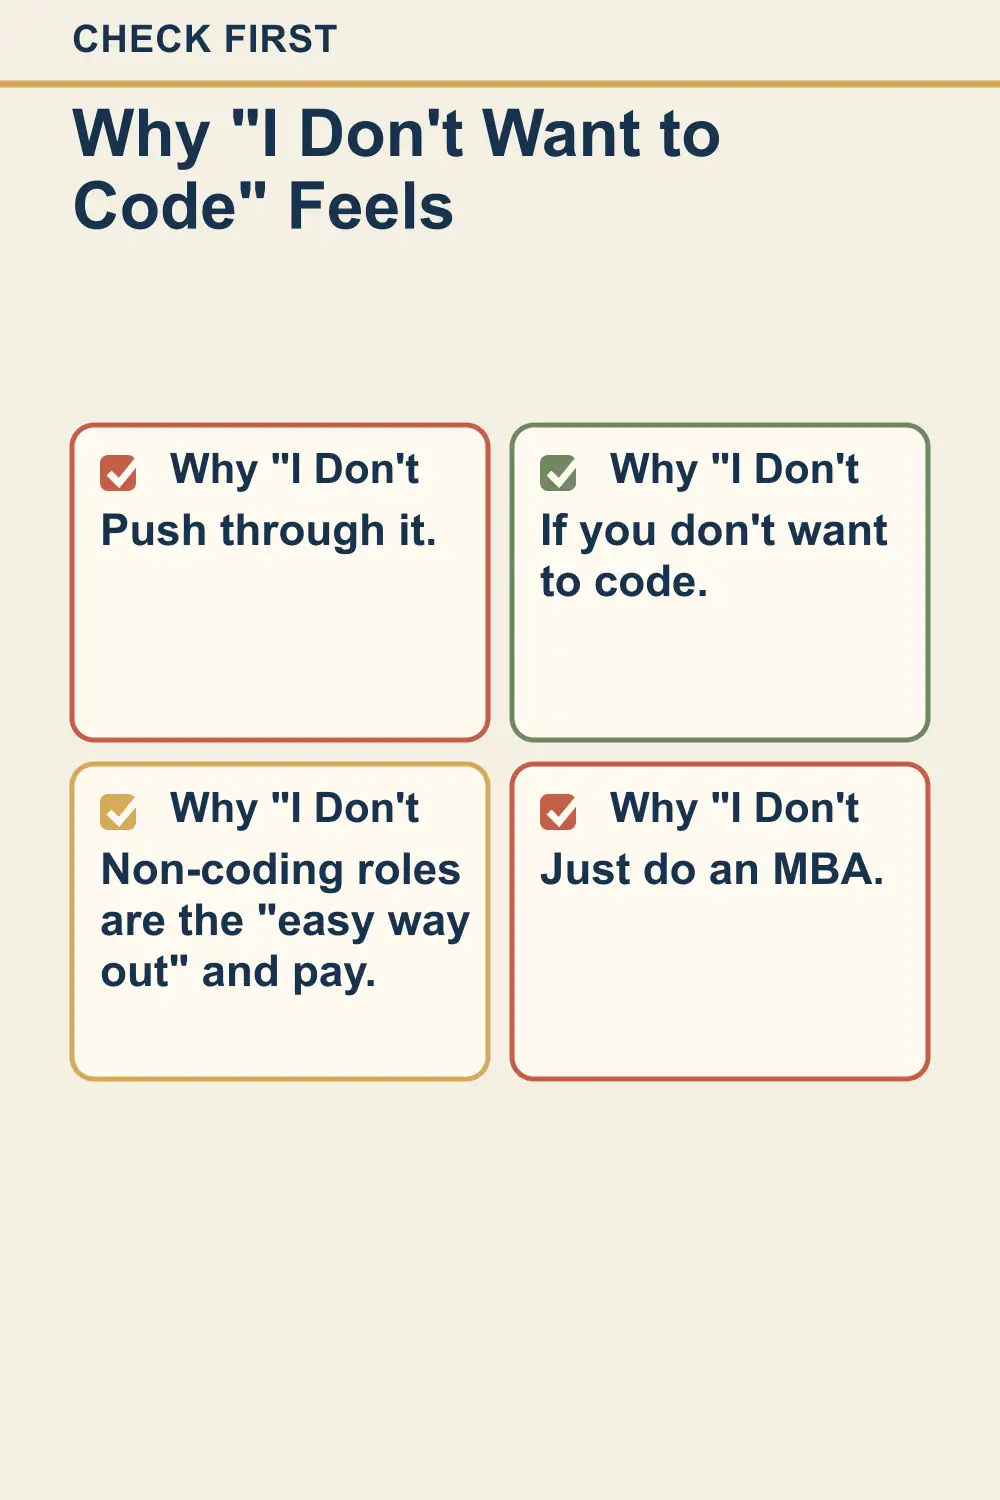 CHECK FIRST
Why "I Don't Want to
Code" Feels
Why "I Don't
Push through it.
Why "I Don't
If you don't want
to code.
Why "I Don't
Non-coding roles
are the "easy way
out" and pay.
Why "I Don't
Just do an MBA.